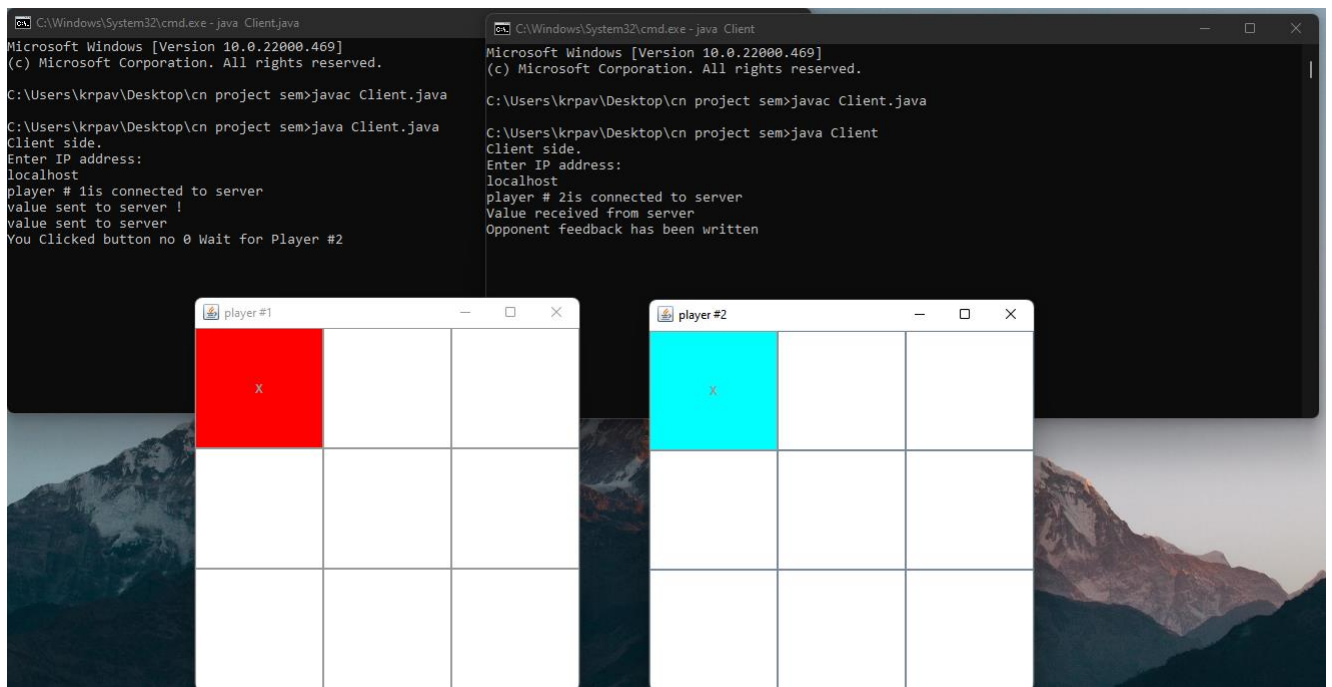 C:\Windows\System32\cmd.exe - java Client.java
Microsoft Windows [Version 10.0.22000.469]
(c) Microsoft Corporation. All rights reserved.
C:\Users\krpav\Desktop\cn project sem>javac Client.java
C:\Users\krpav\Desktop\cn project sem>java Client.java
Client side.
Enter IP address:
localhost
player # 1is connected to server
value sent to server !
value sent to server
You Clicked button no 0 Wait for Player #2
C:\Windows\System32\cmd.exe - java Client
Microsoft Windows [Version 10.0.22000.469]
(c) Microsoft Corporation. All rights reserved.
C:\Users\krpav\Desktop\cn project sem>javac Client.java
C:\Users\krpav\Desktop\cn project sem>java Client
Client side.
Enter IP address:
localhost
player # 2is connected to server
Value received from server
Opponent feedback has been written
player #1
X
player #2
X